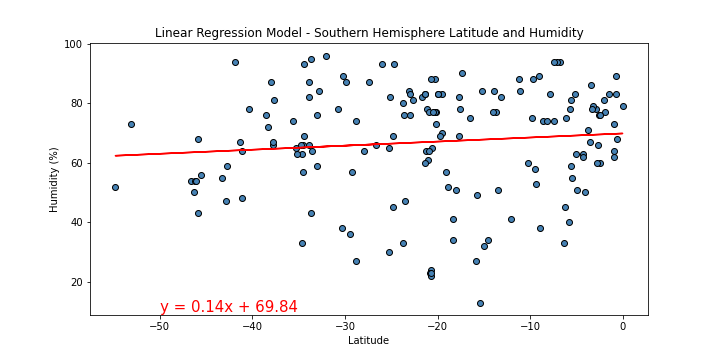 Linear Regression Model - Southern Hemisphere Latitude and Humidity
100
80
60
40
20
Humidity (%)
y = 0.14x + 69.84
−50 −40 −30 −20 −10 0
Latitude